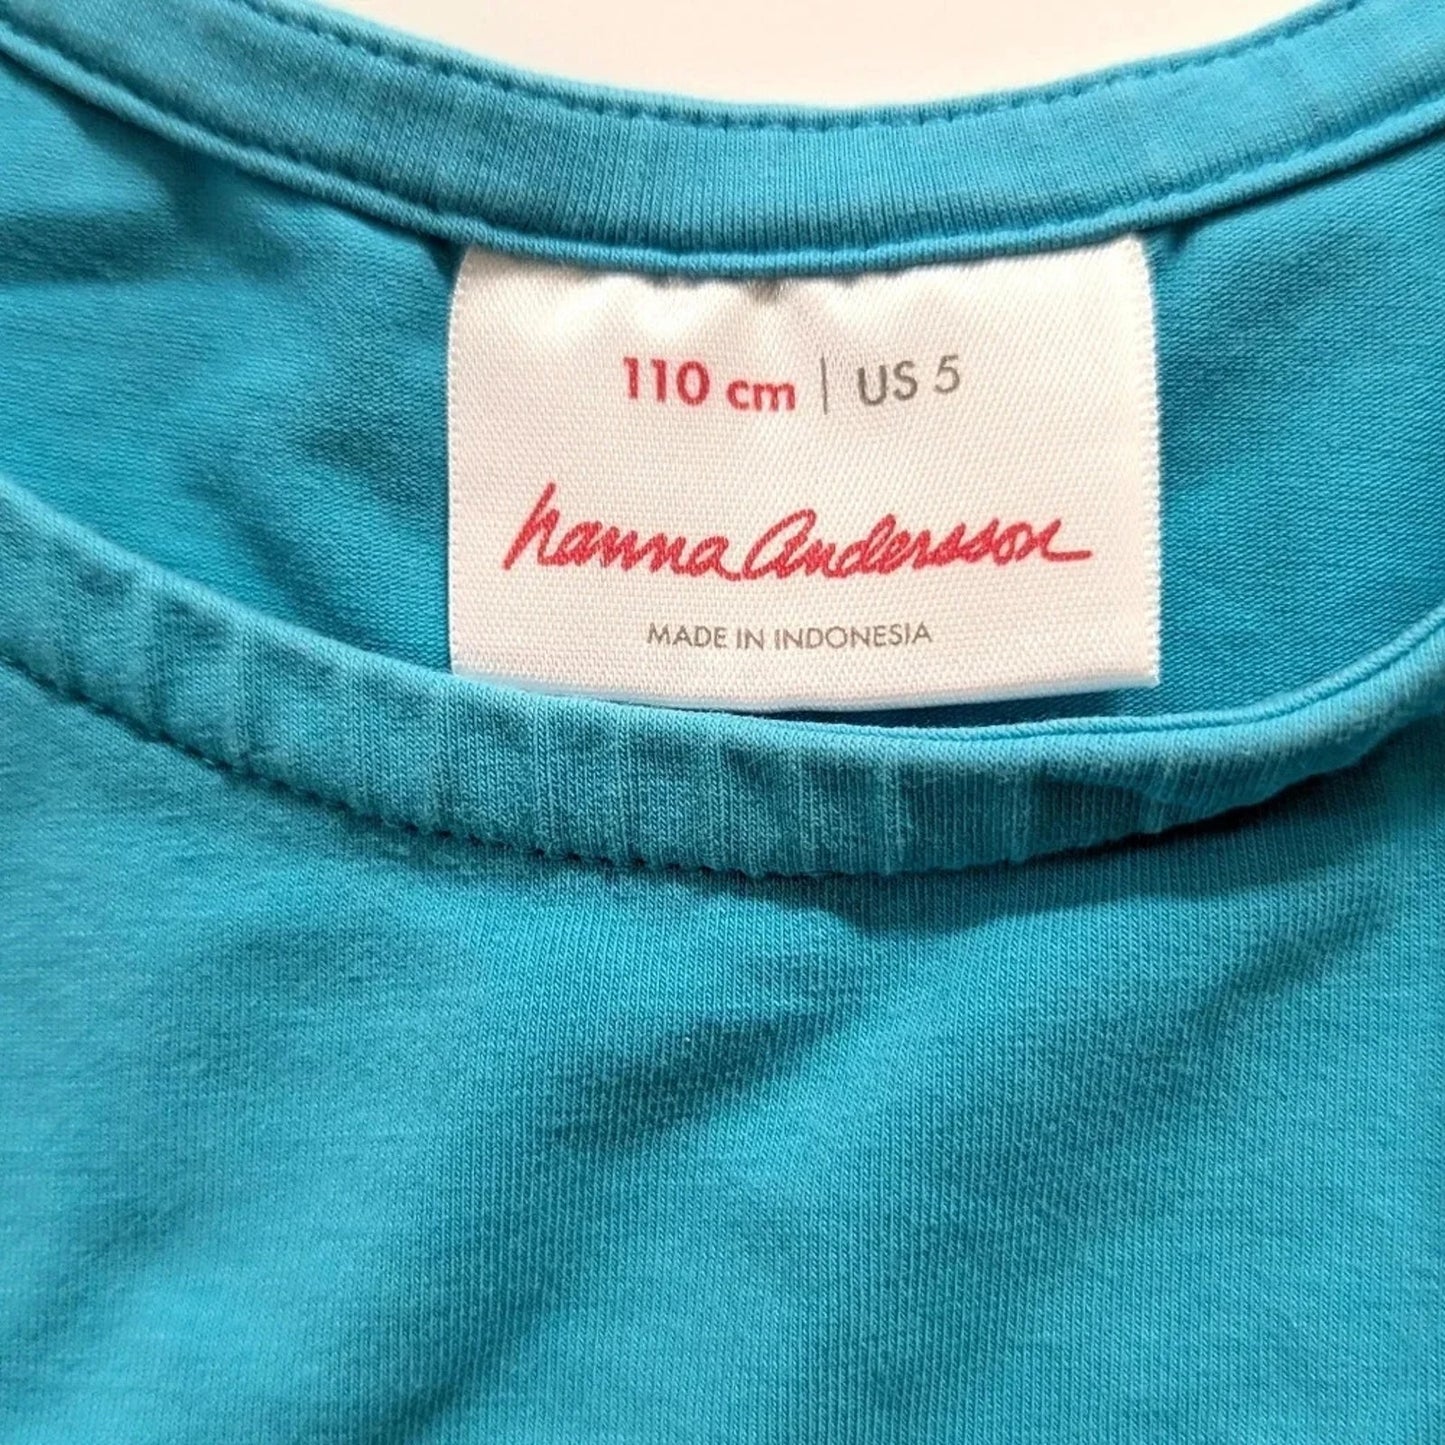 110 cm | US 5
hanna andersson
MADE IN INDONESIA